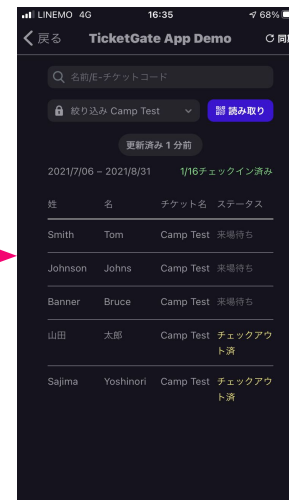 LINEMO 4G 16:35 68%
戻る TicketGate App Demo 同
名前/E-チケットコード
絞り込み Camp Test 読み取り
更新済み 1 分前
2021/7/06 ~ 2021/8/31 1/16チェックイン済み
姓 名 チケット名 ステータス
Smith Tom Camp Test 来場待ち
Johnson Johns Camp Test 来場待ち
Banner Bruce Camp Test 来場待ち
山田 太郎 Camp Test チェックアウ
ト済
Sajima Yoshinori Camp Test チェックアウ
ト済